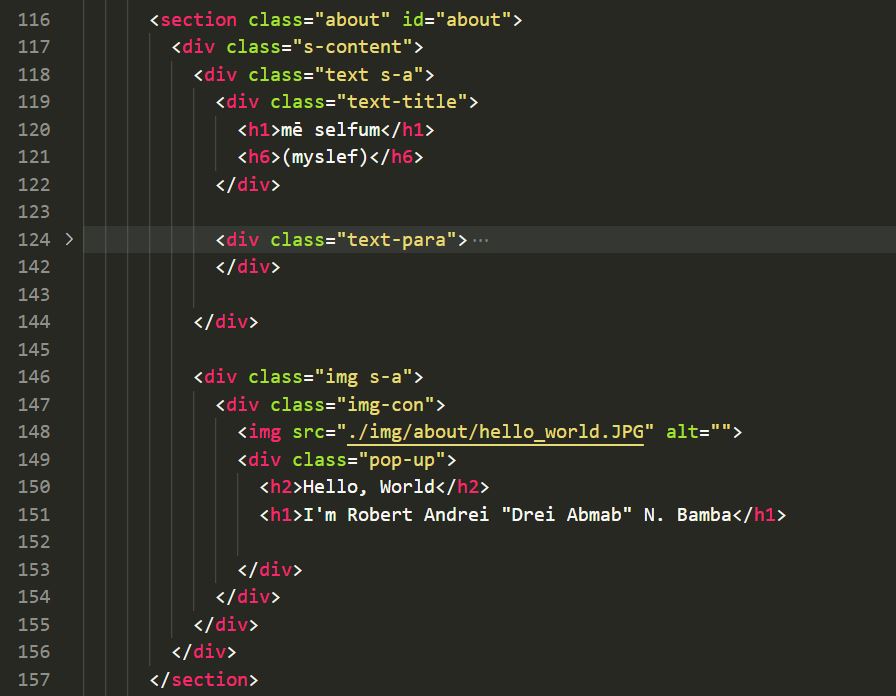 116 <section class="about" id="about">
117 <div class="s-content">
118 <div class="text s-a">
119 <div class="text-title">
120 <h1>mē selfum</h1>
121 <h6>(myslef)</h6>
122 </div>
123
124 > <div class="text-para">···
142 </div>
143
144 </div>
145
146 <div class="img s-a">
147 <div class="img-con">
148 <img src="./img/about/hello_world.JPG" alt="">
149 <div class="pop-up">
150 <h2>Hello, World</h2>
151 <h1>I'm Robert Andrei "Drei Abmab" N. Bamba</h1>
152
153 </div>
154 </div>
155 </div>
156 </div>
157 </section>